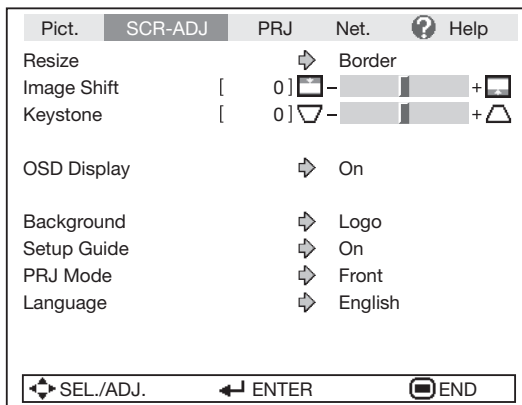 Pict. SCR-ADJ PRJ Net. ? Help
Resize Border
Image Shift [ 0 ] − +
Keystone [ 0 ] − +
OSD Display On
Background Logo
Setup Guide On
PRJ Mode Front
Language English
SEL./ADJ. ENTER END